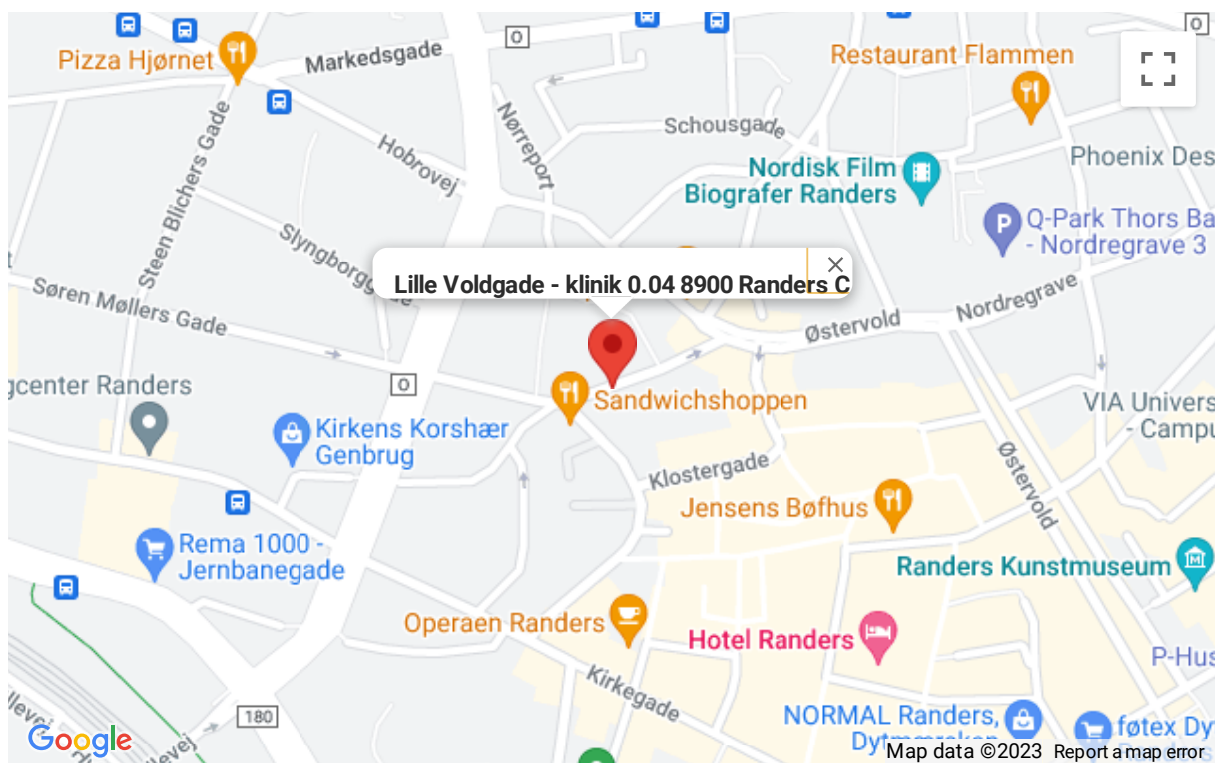 Pizza Hjørnet
Markedsgade
Restaurant Flammen
Nørreport
Schousgade
Hobrovej
Steen Blichers Gade
Phoenix Des
Nordisk Film
Biografer Randers
Q-Park Thors Ba
- Nordregrave 3
Slyngborggade
Lille Voldgade - klinik 0.04 8900 Randers C
Søren Møllers Gade
Nordregrave
Østervold
gcenter Randers
Sandwichshoppen
VIA Univers
- Campu
Kirkens Korshær
Genbrug
Klostergade
Østervold
Jensens Bøfhus
Rema 1000 -
Jernbanegade
Randers Kunstmuseum
Operaen Randers
Hotel Randers
P-Hus
Kirkegade
180
NORMAL Randers,
føtex Dy
Google
Map data ©2023
Report a map error